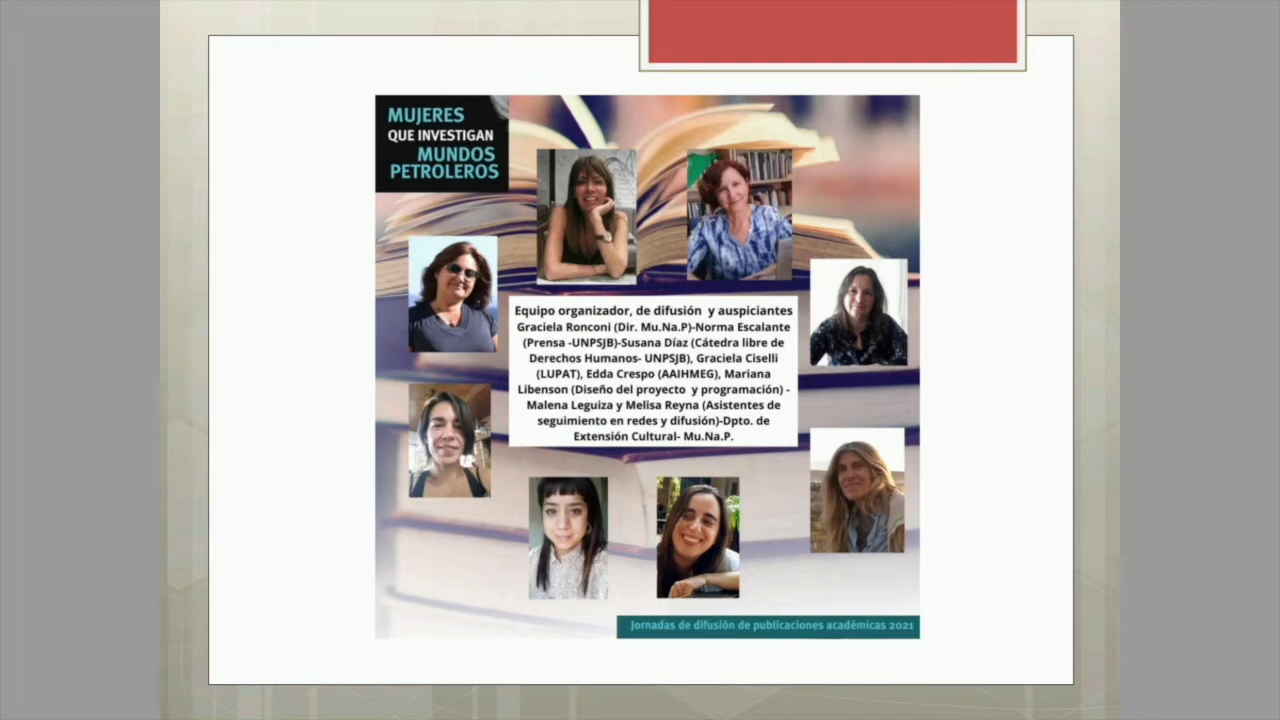 MUJERES
QUE INVESTIGAN
MUNDOS
PETROLEROS
Equipo organizador, de difusión y auspiciantes
Graciela Ronconi (Dir. Mu.Na.P)-Norma Escalante
(Prensa -UNPSJB)-Susana Díaz (Cátedra libre de
Derechos Humanos- UNPSJB), Graciela Ciselli
(LUPAT), Edda Crespo (AAIHMEG), Mariana
Libenson (Diseño del proyecto y programación) -
Malena Leguiza y Melisa Reyna (Asistentes de
seguimiento en redes y difusión)-Dpto. de
Extensión Cultural- Mu.Na.P.
Jornadas de difusión de publicaciones académicas 2021